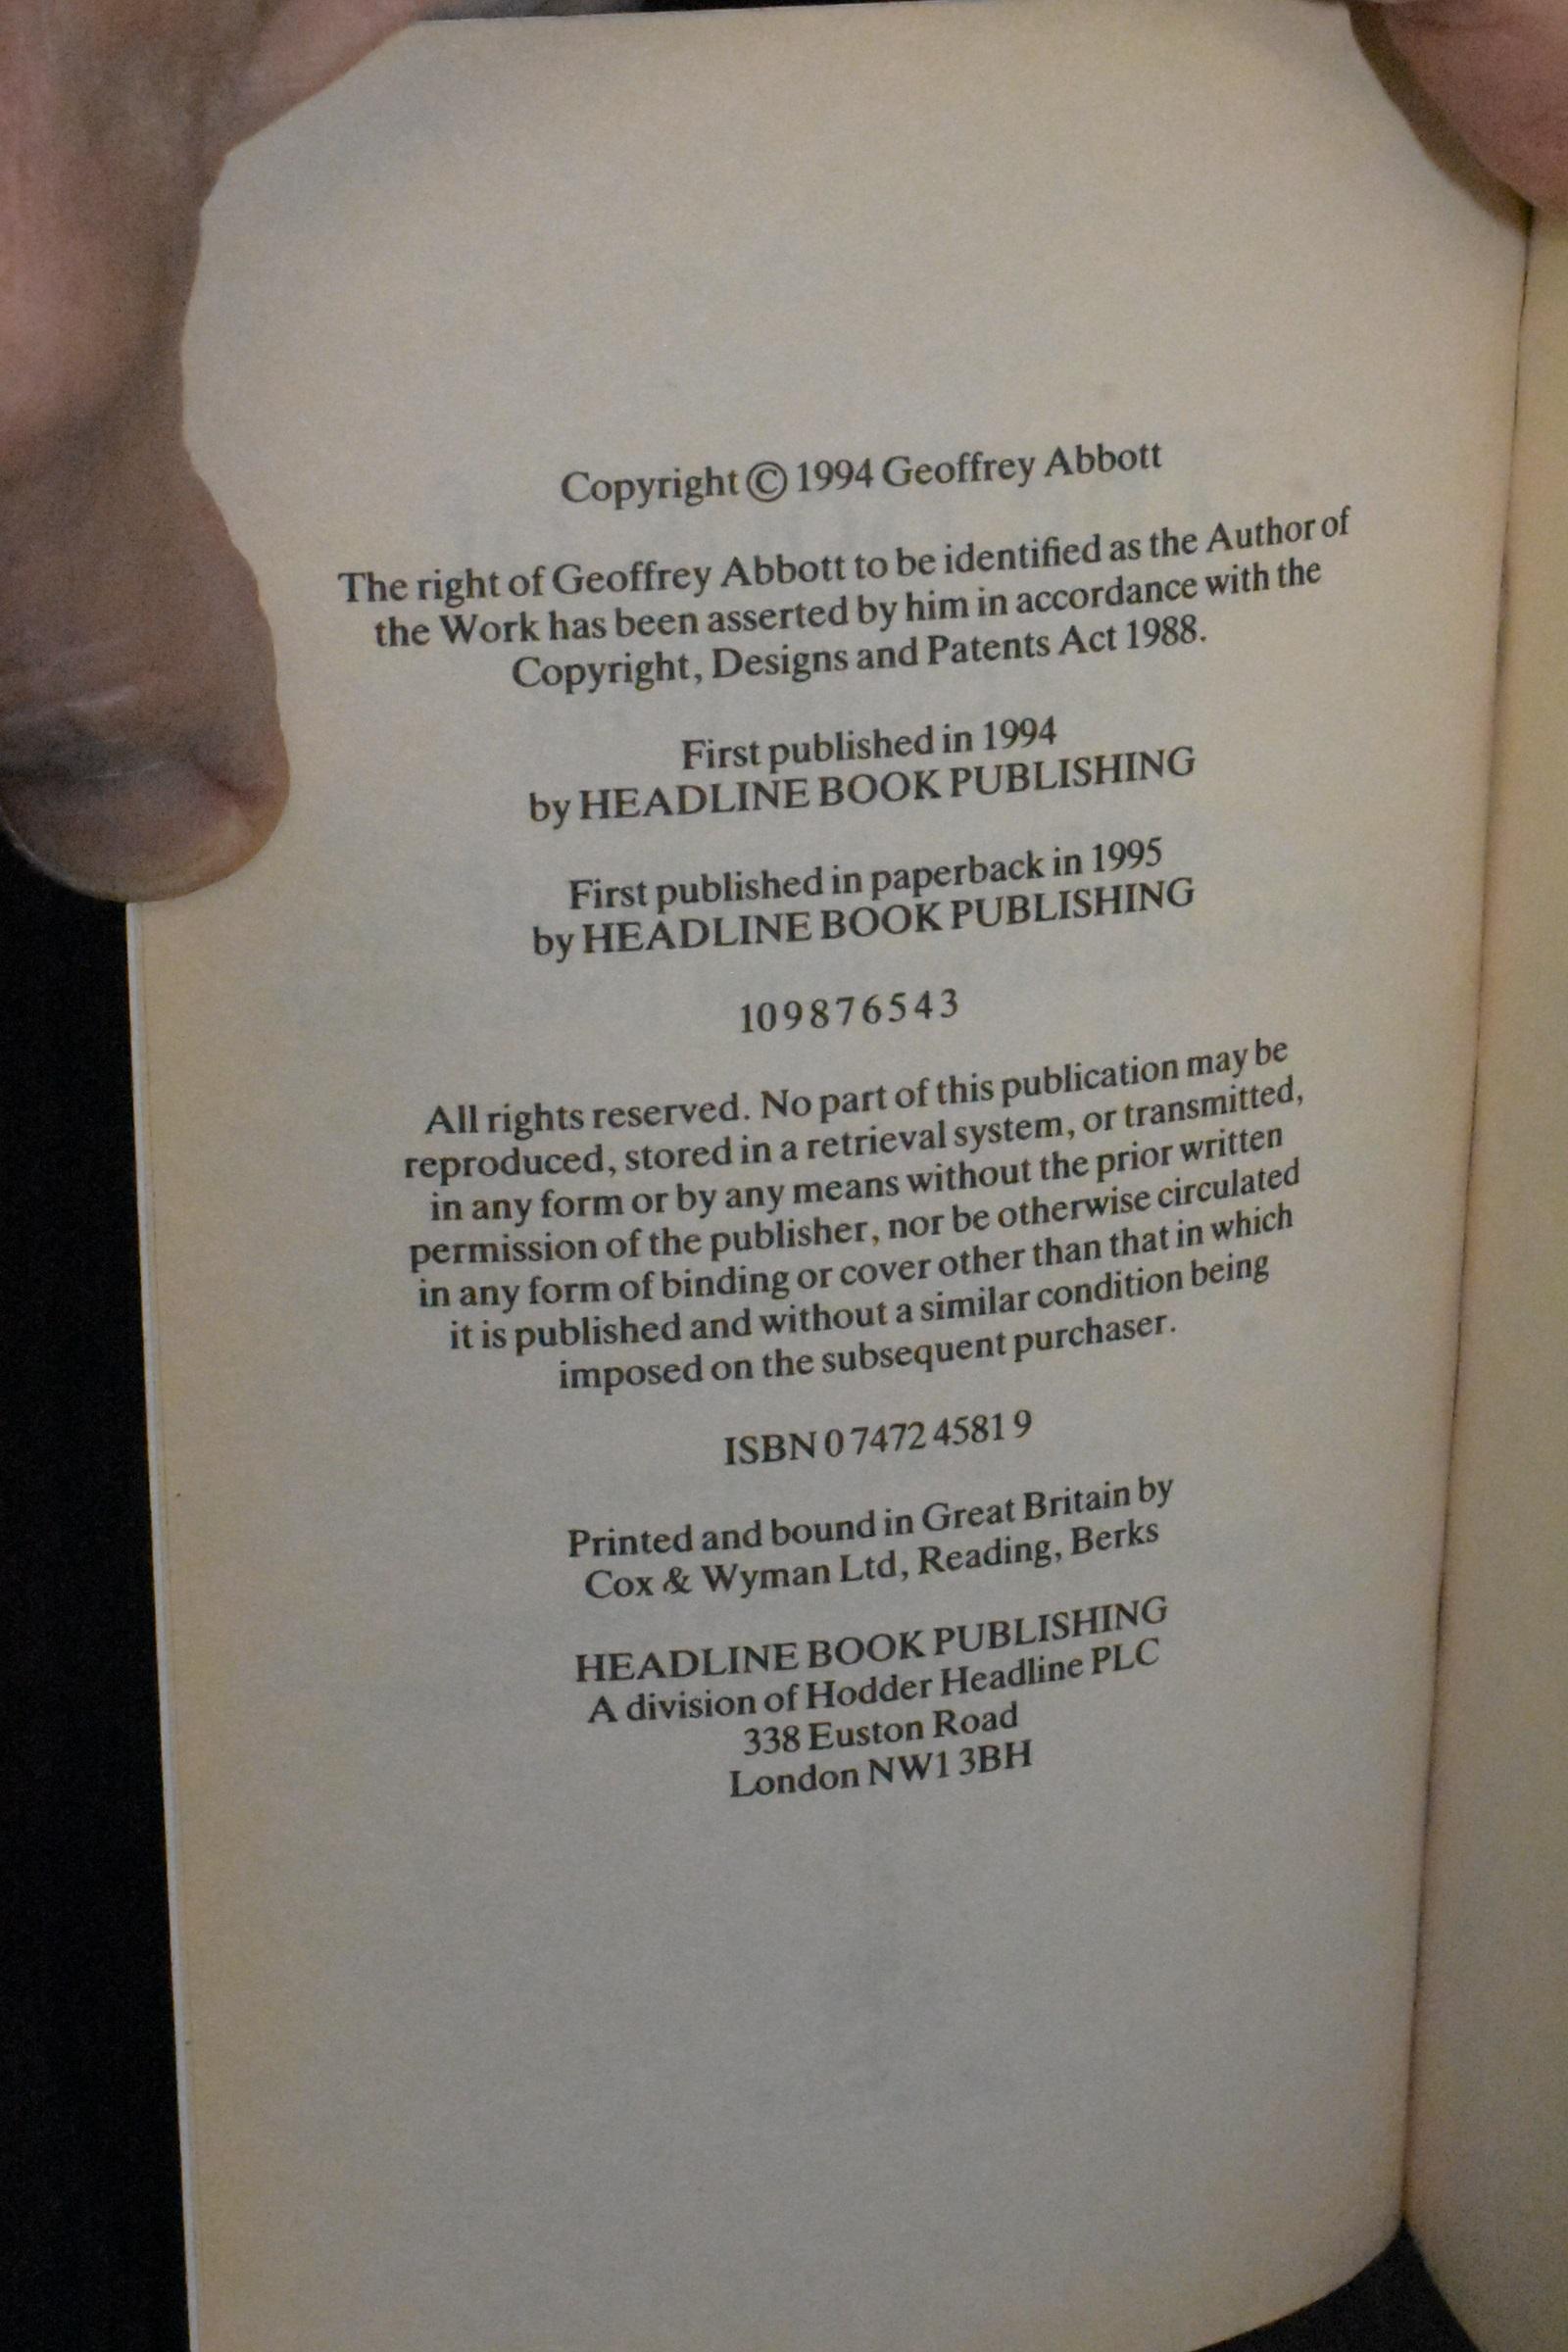 Copyright © 1994 Geoffrey Abbott
The right of Geoffrey Abbott to be identified as the Author of
the Work has been asserted by him in accordance with the
Copyright, Designs and Patents Act 1988.
First published in 1994
by HEADLINE BOOK PUBLISHING
First published in paperback in 1995
by HEADLINE BOOK PUBLISHING
10 9 8 7 6 5 4 3
All rights reserved. No part of this publication may be
reproduced, stored in a retrieval system, or transmitted,
in any form or by any means without the prior written
permission of the publisher, nor be otherwise circulated
in any form of binding or cover other than that in which
it is published and without a similar condition being
imposed on the subsequent purchaser.
ISBN 0 7472 4581 9
Printed and bound in Great Britain by
Cox & Wyman Ltd, Reading, Berks
HEADLINE BOOK PUBLISHING
A division of Hodder Headline PLC
338 Euston Road
London NW1 3BH